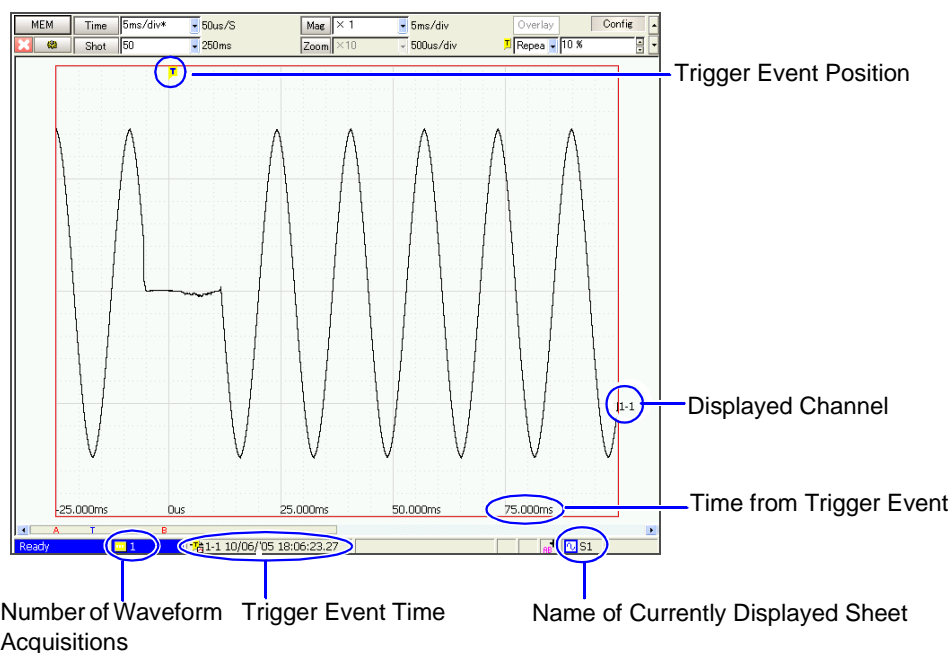 MEM Time 5ms/div* 50us/S Mag × 1 5ms/div Overlay Config
Shot 50 250ms Zoom ×10 500us/div T Repea 10 %
T
Trigger Event Position
1-1
Displayed Channel
-25.000ms 0us 25.000ms 50.000ms 75.000ms
Time from Trigger Event
A T B
Ready 1 1-1 10/06/'05 18:06:23.27 AB S1
Number of Waveform Acquisitions
Trigger Event Time
Name of Currently Displayed Sheet